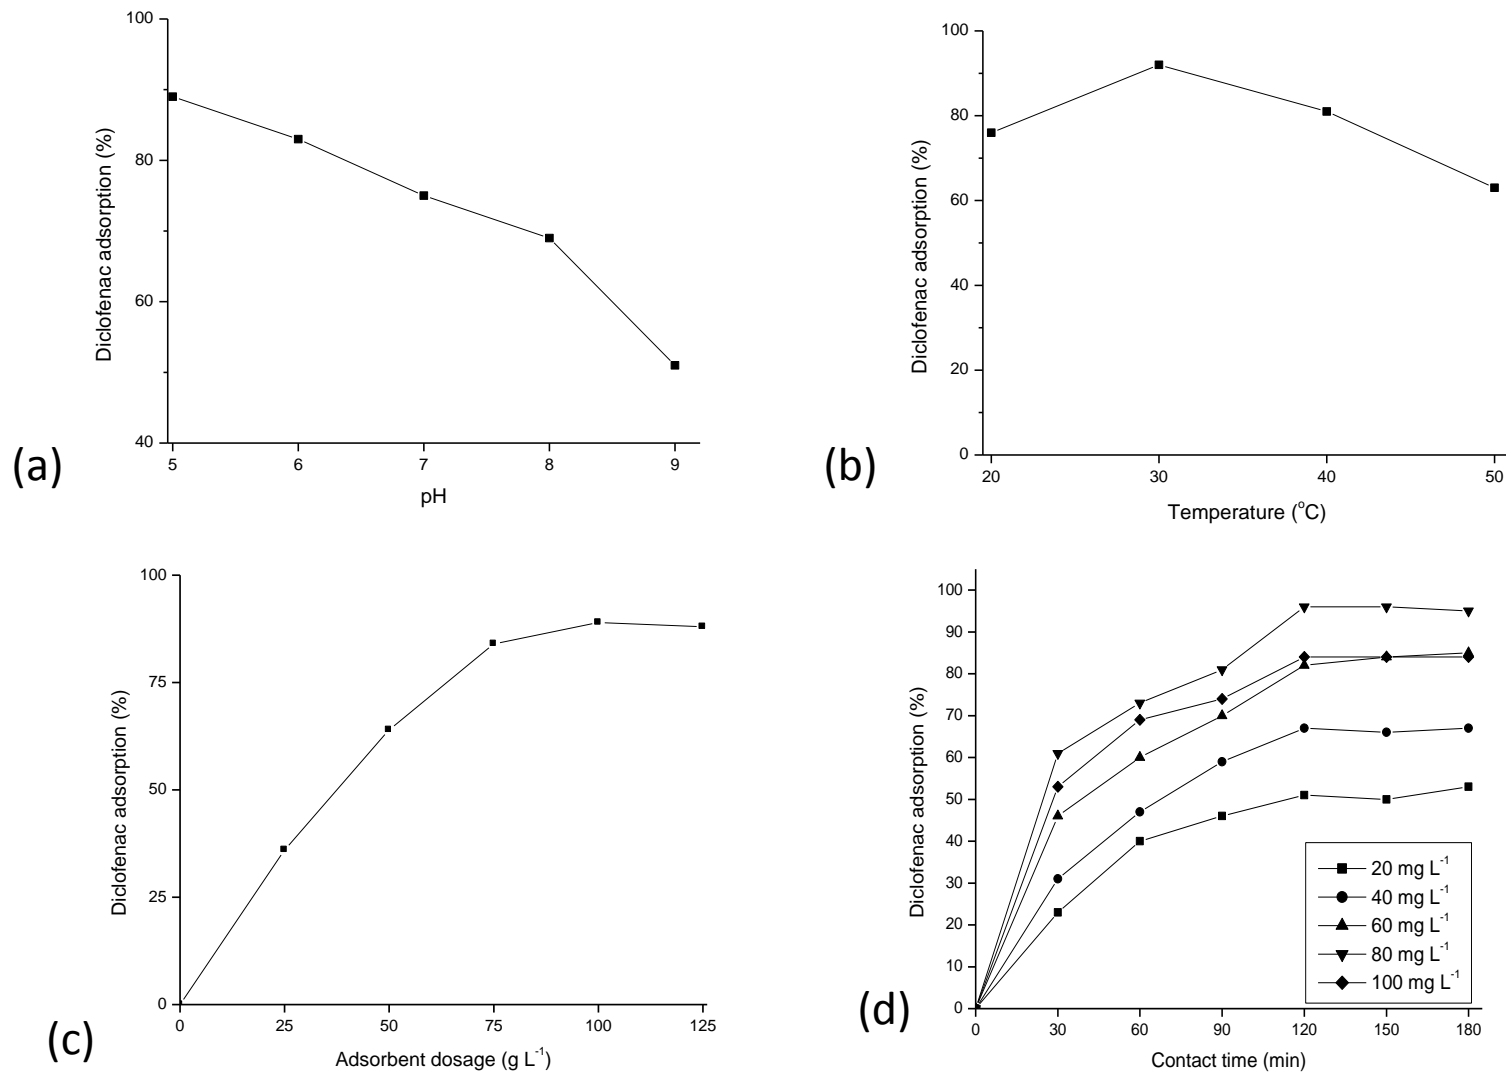 100
80
60
40
Diclofenac adsorption (%)
5 6 7 8 9
pH
(a)
100
80
60
40
20
0
Diclofenac adsorption (%)
20 30 40 50
Temperature (°C)
(b)
100
75
50
25
0
Diclofenac adsorption (%)
0 25 50 75 100 125
Adsorbent dosage (g L⁻¹)
(c)
100
90
80
70
60
50
40
30
20
10
0
Diclofenac adsorption (%)
20 mg L⁻¹
40 mg L⁻¹
60 mg L⁻¹
80 mg L⁻¹
100 mg L⁻¹
0 30 60 90 120 150 180
Contact time (min)
(d)